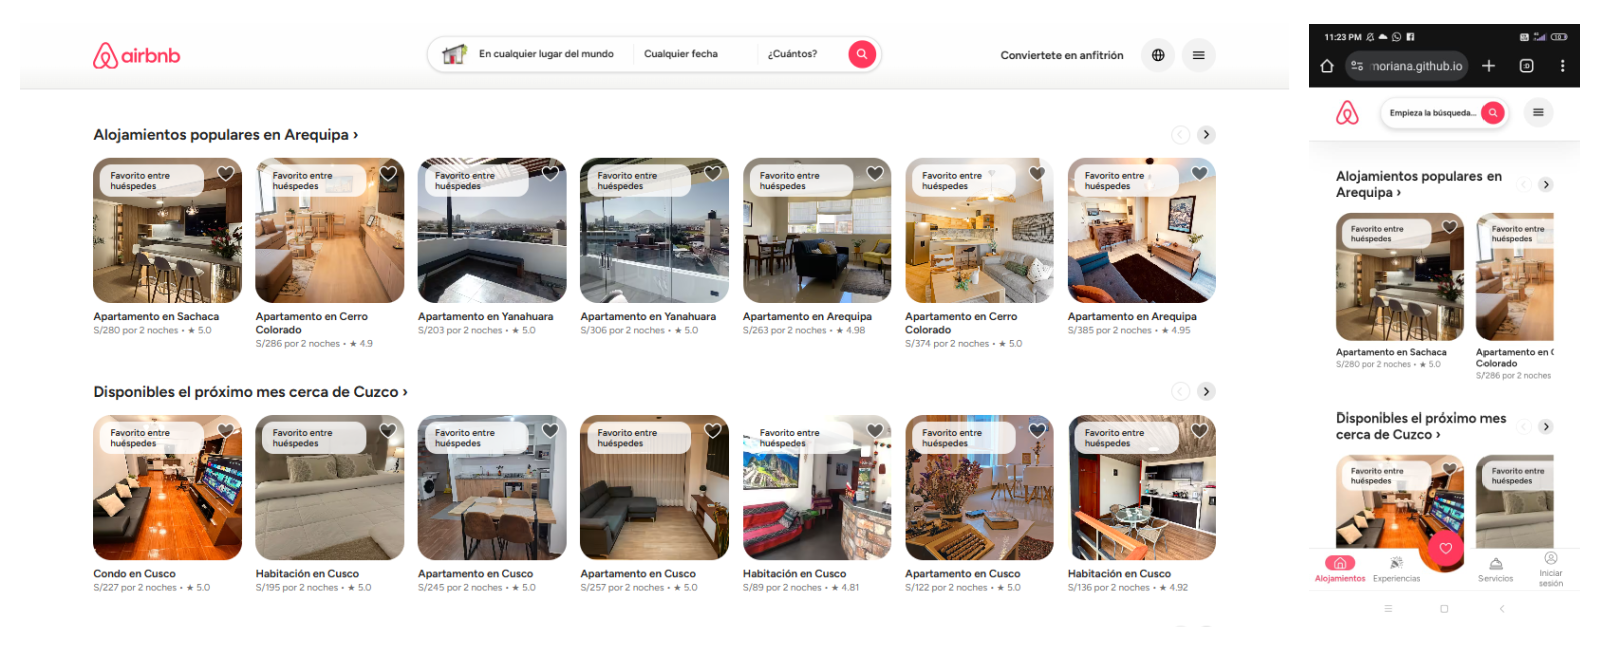 airbnb
En cualquier lugar del mundo
Cualquier fecha
¿Cuántos?
Conviertete en anfitrión
Alojamientos populares en Arequipa ›
Favorito entre
huéspedes
Favorito entre
huéspedes
Favorito entre
huéspedes
Favorito entre
huéspedes
Favorito entre
huéspedes
Favorito entre
huéspedes
Favorito entre
huéspedes
Apartamento en Sachaca
S/280 por 2 noches • ★ 5.0
Apartamento en Cerro
Colorado
S/286 por 2 noches • ★ 4.9
Apartamento en Yanahuara
S/203 por 2 noches • ★ 5.0
Apartamento en Yanahuara
S/306 por 2 noches • ★ 5.0
Apartamento en Arequipa
S/263 por 2 noches • ★ 4.98
Apartamento en Cerro
Colorado
S/374 por 2 noches • ★ 5.0
Apartamento en Arequipa
S/385 por 2 noches • ★ 4.95
Disponibles el próximo mes cerca de Cuzco ›
Favorito entre
huéspedes
Favorito entre
huéspedes
Favorito entre
huéspedes
Favorito entre
huéspedes
Favorito entre
huéspedes
Favorito entre
huéspedes
Favorito entre
huéspedes
Condo en Cusco
S/227 por 2 noches • ★ 5.0
Habitación en Cusco
S/195 por 2 noches • ★ 5.0
Apartamento en Cusco
S/245 por 2 noches • ★ 5.0
Apartamento en Cusco
S/257 por 2 noches • ★ 5.0
Habitación en Cusco
S/89 por 2 noches • ★ 4.81
Apartamento en Cusco
S/122 por 2 noches • ★ 5.0
Habitación en Cusco
S/136 por 2 noches • ★ 4.92
11:23 PM
noriana.github.io
Empieza la búsqueda...
Alojamientos populares en
Arequipa ›
Favorito entre
huéspedes
Favorito entre
huéspedes
Apartamento en Sachaca
S/280 por 2 noches • ★ 5.0
Apartamento en C
Colorado
S/286 por 2 noches
Disponibles el próximo mes
cerca de Cuzco ›
Favorito entre
huéspedes
Favorito entre
huéspedes
Alojamientos
Experiencias
Servicios
Iniciar
sesión